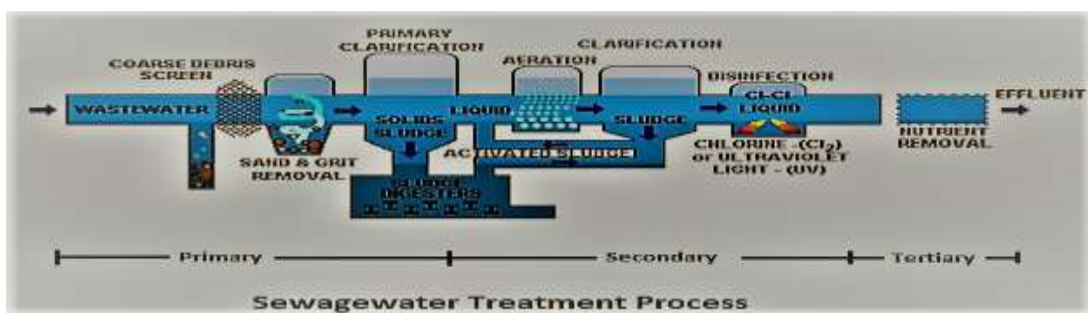 PRIMARY
CLARIFICATION
COARSE DEBRIS
SCREEN
AERATION
CLARIFICATION
DISINFECTION
WASTEWATER
SOLIDS
SLUDGE
LIQUID
SLUDGE
Cl-Cl
LIQUID
EFFLUENT
SAND & GRIT
REMOVAL
ACTIVATED SLUDGE
CHLORINE -(Cl₂)
or ULTRAVIOLET
LIGHT - (UV)
NUTRIENT
REMOVAL
SLUDGE
DIGESTERS
Primary
Secondary
Tertiary
Sewagewater Treatment Process